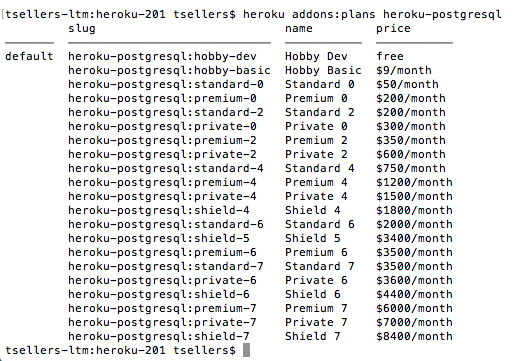 [tsellers-ltm:heroku-201 tsellers$ heroku addons:plans heroku-postgresql
slug name price
default heroku-postgresql:hobby-dev Hobby Dev free
heroku-postgresql:hobby-basic Hobby Basic $9/month
heroku-postgresql:standard-0 Standard 0 $50/month
heroku-postgresql:premium-0 Premium 0 $200/month
heroku-postgresql:standard-2 Standard 2 $200/month
heroku-postgresql:private-0 Private 0 $300/month
heroku-postgresql:premium-2 Premium 2 $350/month
heroku-postgresql:private-2 Private 2 $600/month
heroku-postgresql:standard-4 Standard 4 $750/month
heroku-postgresql:premium-4 Premium 4 $1200/month
heroku-postgresql:private-4 Private 4 $1500/month
heroku-postgresql:shield-4 Shield 4 $1800/month
heroku-postgresql:standard-6 Standard 6 $2000/month
heroku-postgresql:shield-5 Shield 5 $3400/month
heroku-postgresql:premium-6 Premium 6 $3500/month
heroku-postgresql:standard-7 Standard 7 $3500/month
heroku-postgresql:private-6 Private 6 $3600/month
heroku-postgresql:shield-6 Shield 6 $4400/month
heroku-postgresql:premium-7 Premium 7 $6000/month
heroku-postgresql:private-7 Private 7 $7000/month
heroku-postgresql:shield-7 Shield 7 $8400/month
tsellers-ltm:heroku-201 tsellers$